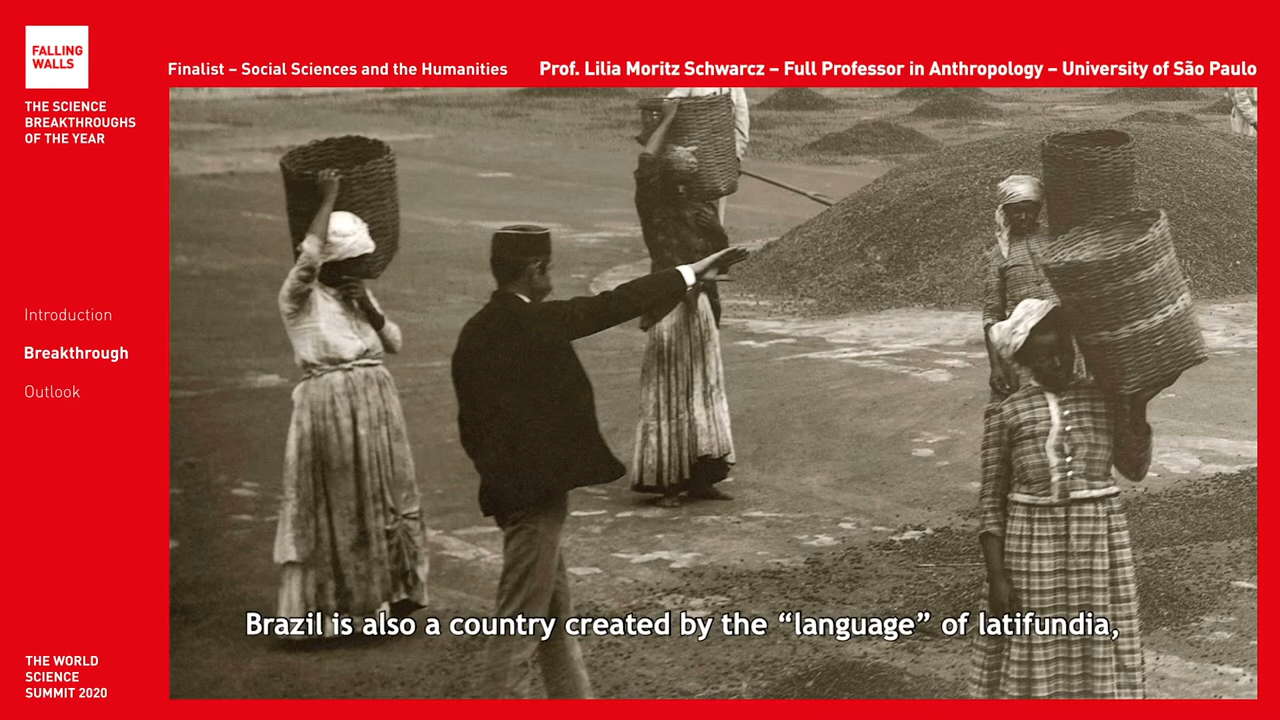 FALLING
WALLS
THE SCIENCE
BREAKTHROUGHS
OF THE YEAR
Finalist – Social Sciences and the Humanities
Prof. Lilia Moritz Schwarcz – Full Professor in Anthropology – University of São Paulo
Introduction
Breakthrough
Outlook
Brazil is also a country created by the “language” of latifundia,
THE WORLD
SCIENCE
SUMMIT 2020